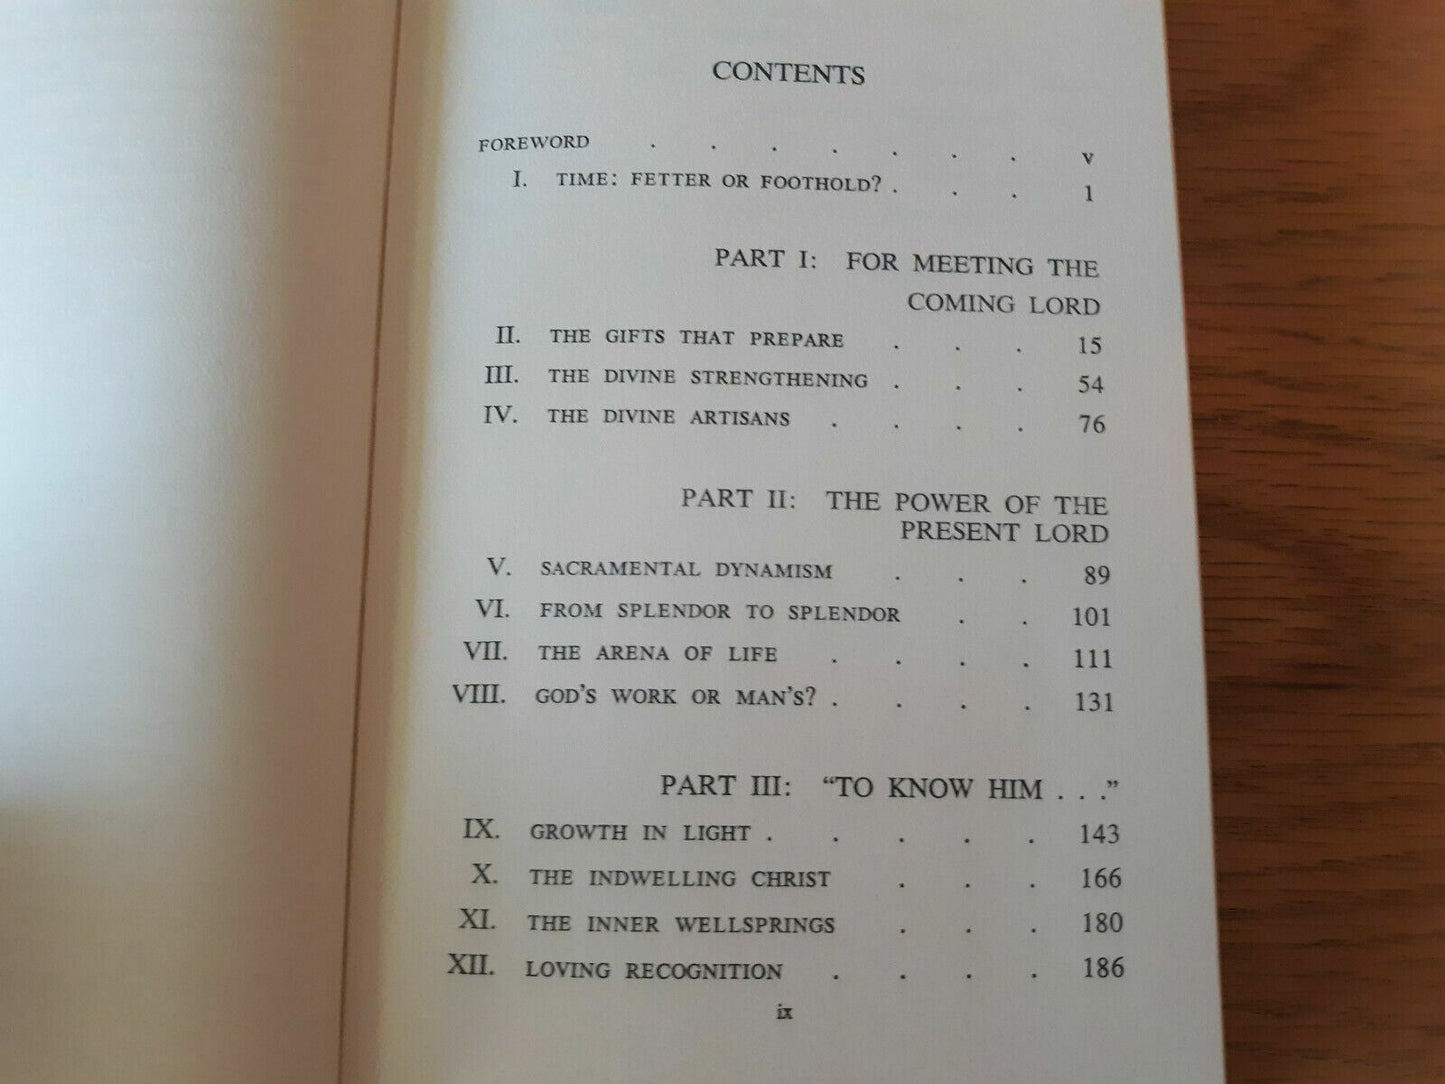 CONTENTS
FOREWORD . . . . . . . v
I. TIME: FETTER OR FOOTHOLD? . . . 1
PART I: FOR MEETING THE
COMING LORD
II. THE GIFTS THAT PREPARE . . . 15
III. THE DIVINE STRENGTHENING . . . 54
IV. THE DIVINE ARTISANS . . . . 76
PART II: THE POWER OF THE
PRESENT LORD
V. SACRAMENTAL DYNAMISM . . . 89
VI. FROM SPLENDOR TO SPLENDOR . . 101
VII. THE ARENA OF LIFE . . . . 111
VIII. GOD'S WORK OR MAN'S? . . . . 131
PART III: “TO KNOW HIM . . .”
IX. GROWTH IN LIGHT . . . . . 143
X. THE INDWELLING CHRIST . . . 166
XI. THE INNER WELLSPRINGS . . . 180
XII. LOVING RECOGNITION . . . . 186
ix